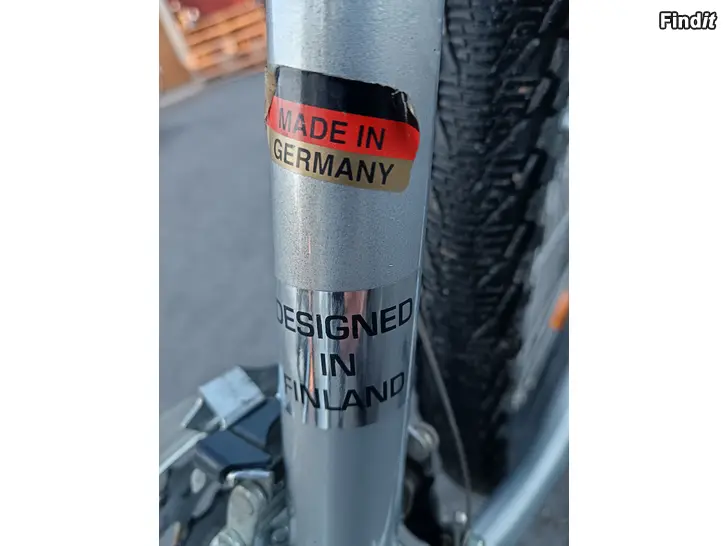 Findit
MADE IN
GERMANY
DESIGNED
IN
FINLAND